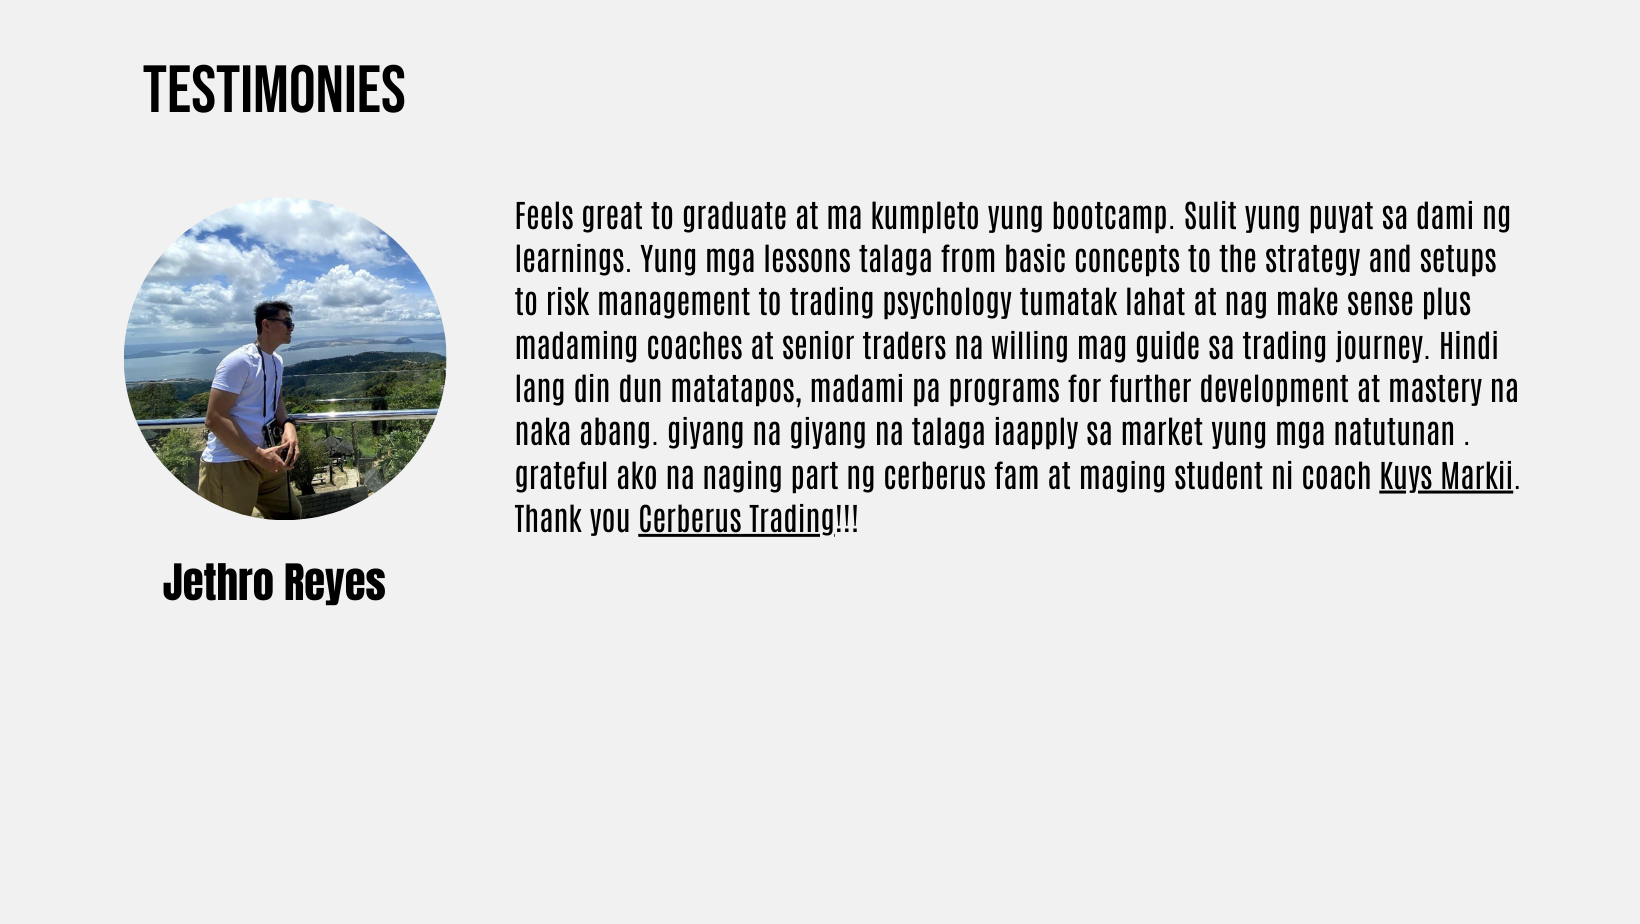 TESTIMONIES
Feels great to graduate at ma kumpleto yung bootcamp. Sulit yung puyat sa dami ng
learnings. Yung mga lessons talaga from basic concepts to the strategy and setups
to risk management to trading psychology tumatak lahat at nag make sense plus
madaming coaches at senior traders na willing mag guide sa trading journey. Hindi
lang din dun matatapos, madami pa programs for further development at mastery na
naka abang. giyang na giyang na talaga iaapply sa market yung mga natutunan .
grateful ako na naging part ng cerberus fam at maging student ni coach Kuys Markii.
Thank you Cerberus Trading!!!
Jethro Reyes